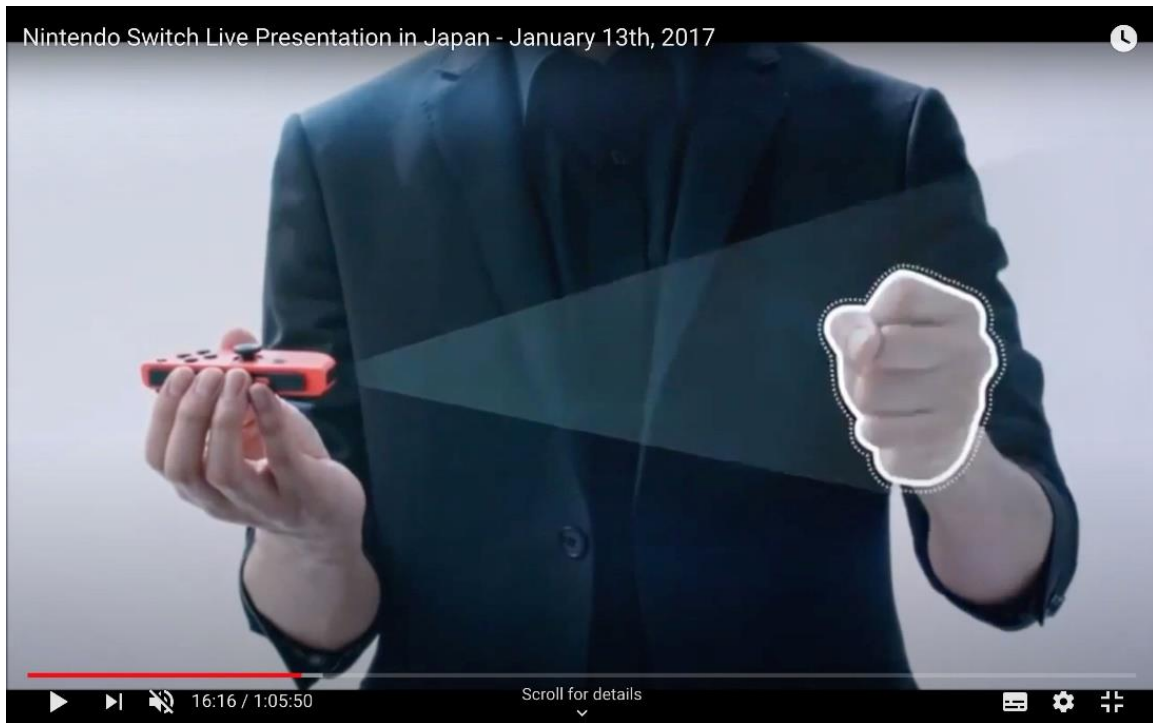 Nintendo Switch Live Presentation in Japan - January 13th, 2017
16:16 / 1:05:50
Scroll for details